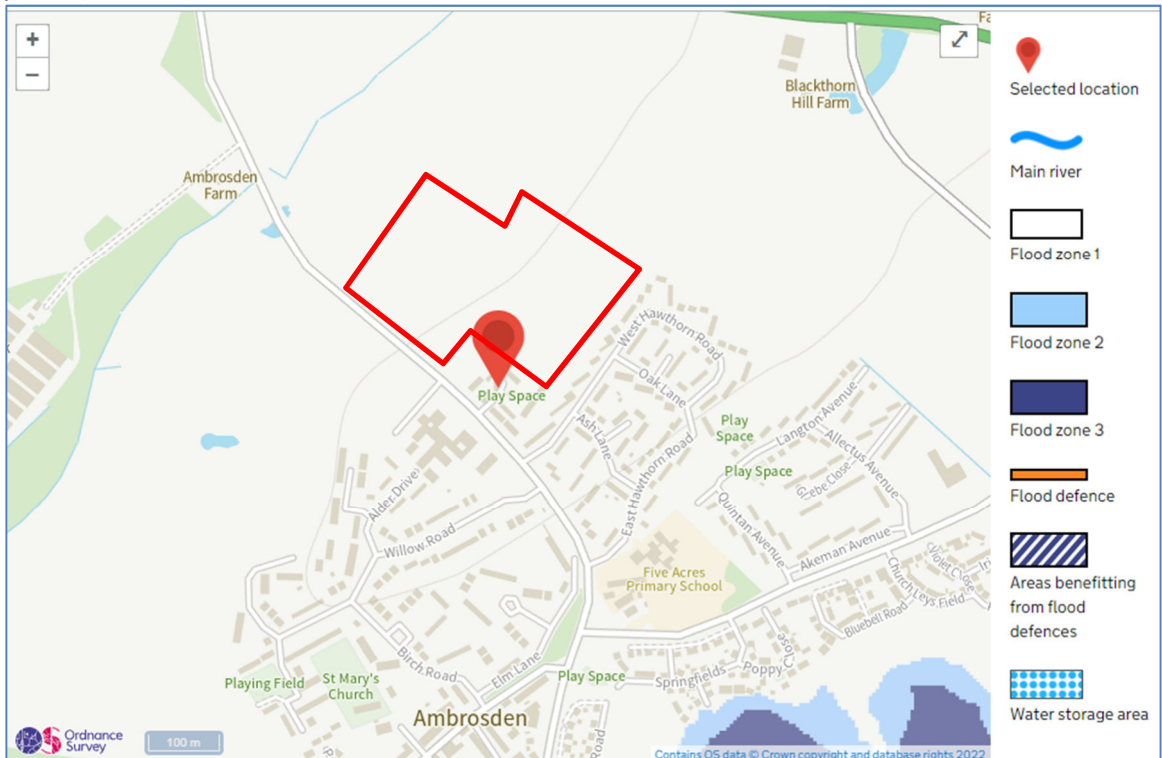 +
−
Fa
Blackthorn
Hill Farm
Ambrosden
Farm
West Hawthorn Road
Oak Lane
Play Space
Ash Lane
Play
Space
Langton Avenue
Allectus Avenue
East Hawthorn Road
Play Space
Grebe Close
Alder Drive
Quintan Avenue
Willow Road
Akeman Avenue
Five Acres
Primary School
Violet Close
Church Leys Field
Bluebell Road
Birch Road
Elm Lane
Playing Field
St Mary's
Church
Play Space
Springfields
Poppy Close
Ambrosden
Road
Ordnance
Survey
100 m
Contains OS data © Crown copyright and database rights 2022
Selected location
Main river
Flood zone 1
Flood zone 2
Flood zone 3
Flood defence
Areas benefitting
from flood
defences
Water storage area